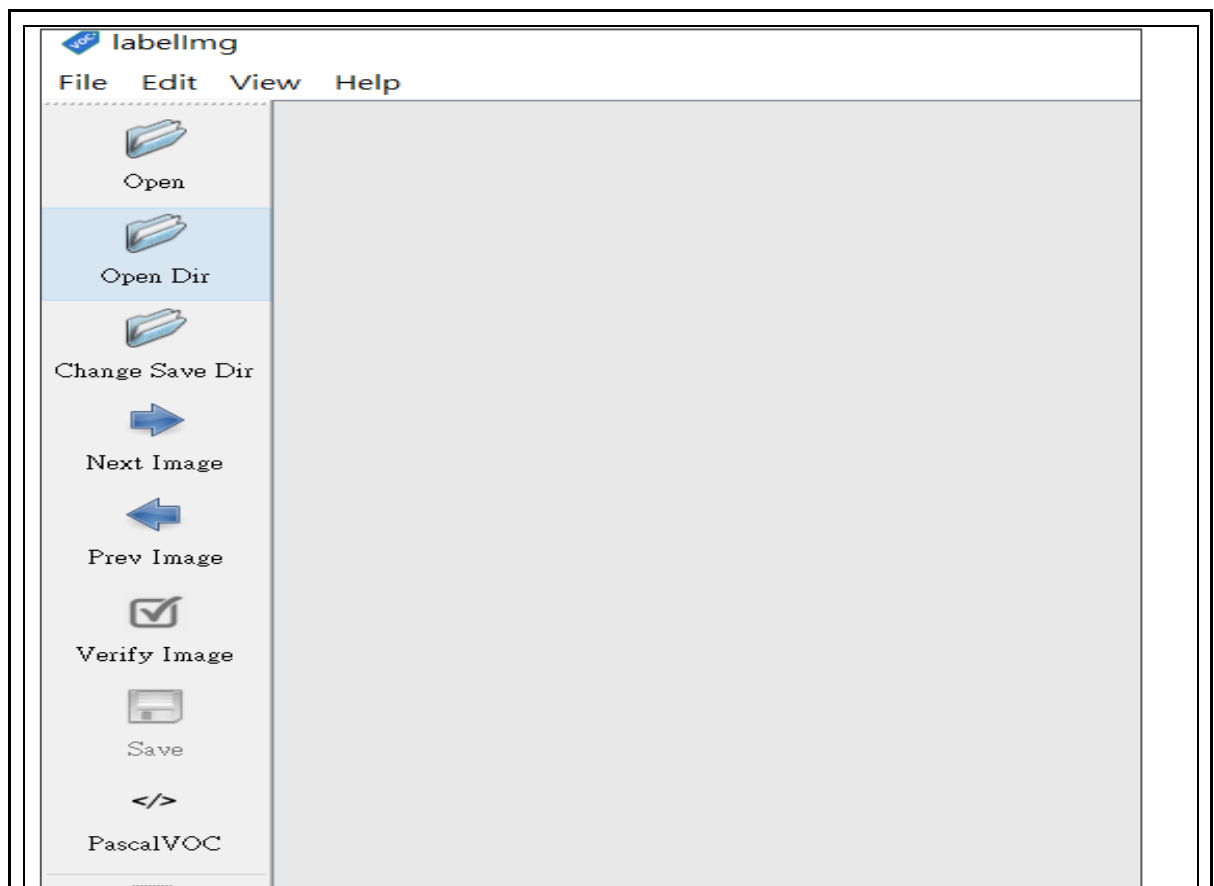 VOC
labelImg
File Edit View Help
Open
Open Dir
Change Save Dir
Next Image
Prev Image
Verify Image
Save
</>
PascalVOC